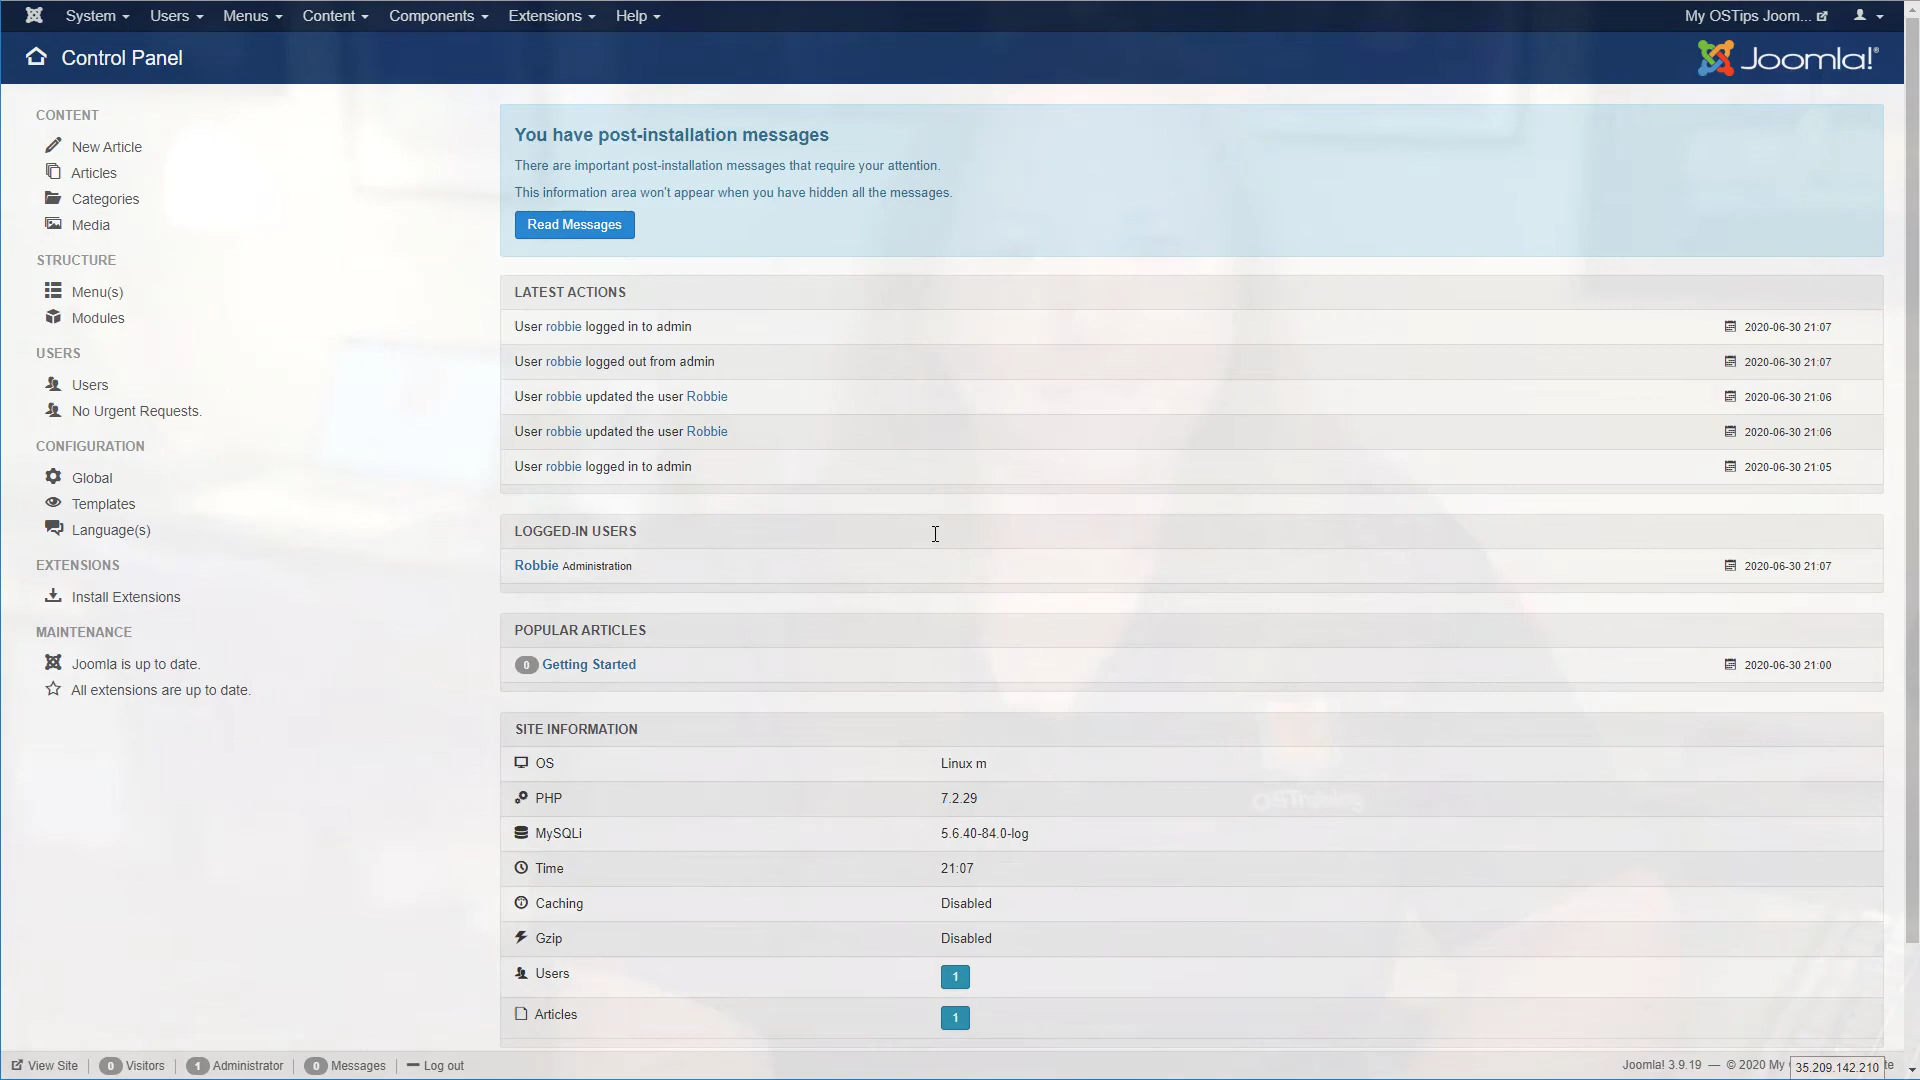 System Users Menus Content Components Extensions Help My OSTips Joom...
Control Panel Joomla!®
CONTENT
New Article
Articles
Categories
Media
STRUCTURE
Menu(s)
Modules
USERS
Users
No Urgent Requests.
CONFIGURATION
Global
Templates
Language(s)
EXTENSIONS
Install Extensions
MAINTENANCE
Joomla is up to date.
All extensions are up to date.
You have post-installation messages
There are important post-installation messages that require your attention.
This information area won't appear when you have hidden all the messages.
Read Messages
LATEST ACTIONS
User robbie logged in to admin 2020-06-30 21:07
User robbie logged out from admin 2020-06-30 21:07
User robbie updated the user Robbie 2020-06-30 21:06
User robbie updated the user Robbie 2020-06-30 21:06
User robbie logged in to admin 2020-06-30 21:05
LOGGED-IN USERS
Robbie Administration 2020-06-30 21:07
POPULAR ARTICLES
0 Getting Started 2020-06-30 21:00
SITE INFORMATION
OS Linux m
PHP 7.2.29
MySQLi 5.6.40-84.0-log
Time 21:07
Caching Disabled
Gzip Disabled
Users 1
Articles 1
OSTraining
View Site 0 Visitors 1 Administrator 0 Messages Log out Joomla! 3.9.19 — © 2020 My
35.209.142.210